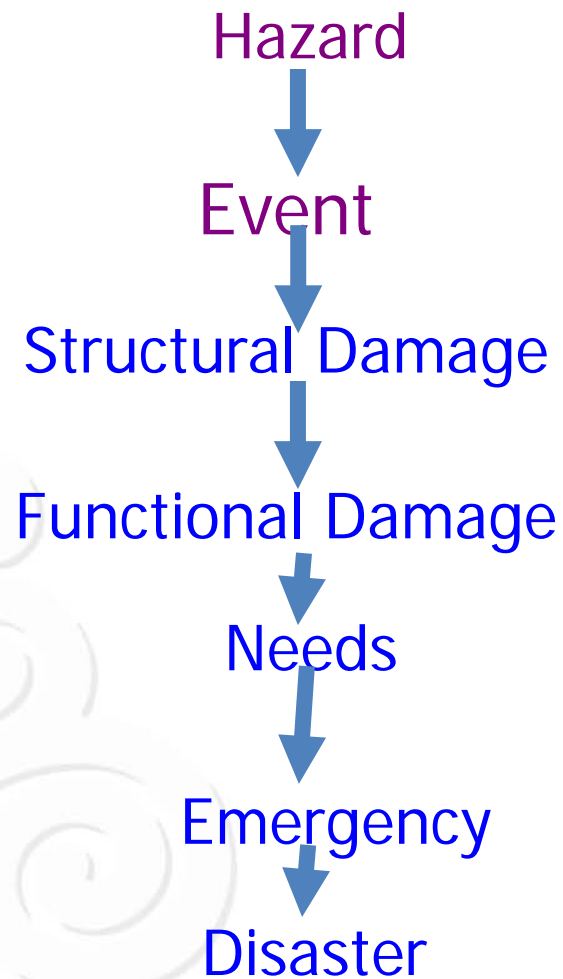 Hazard
Event
Structural Damage
Functional Damage
Needs
Emergency
Disaster